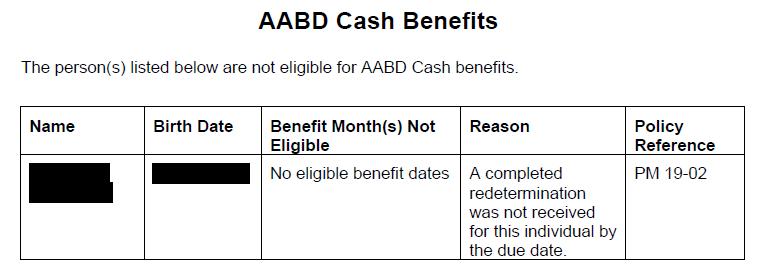 AABD Cash Benefits
The person(s) listed below are not eligible for AABD Cash benefits.
Name Birth Date Benefit Month(s) Not Eligible Reason Policy Reference
No eligible benefit dates A completed redetermination was not received for this individual by the due date. PM 19-02